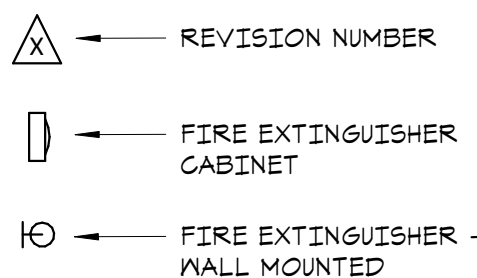 X REVISION NUMBER
FIRE EXTINGUISHER
CABINET
FIRE EXTINGUISHER -
WALL MOUNTED